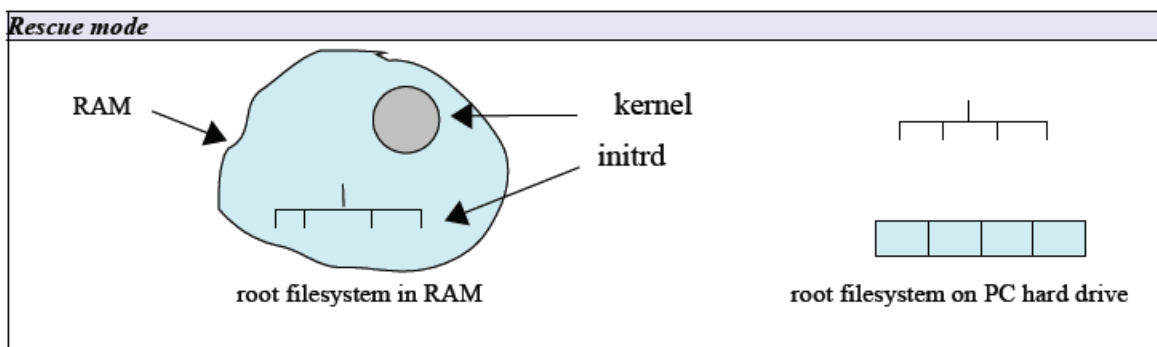 Rescue mode
RAM
kernel
initrd
root filesystem in RAM
root filesystem on PC hard drive